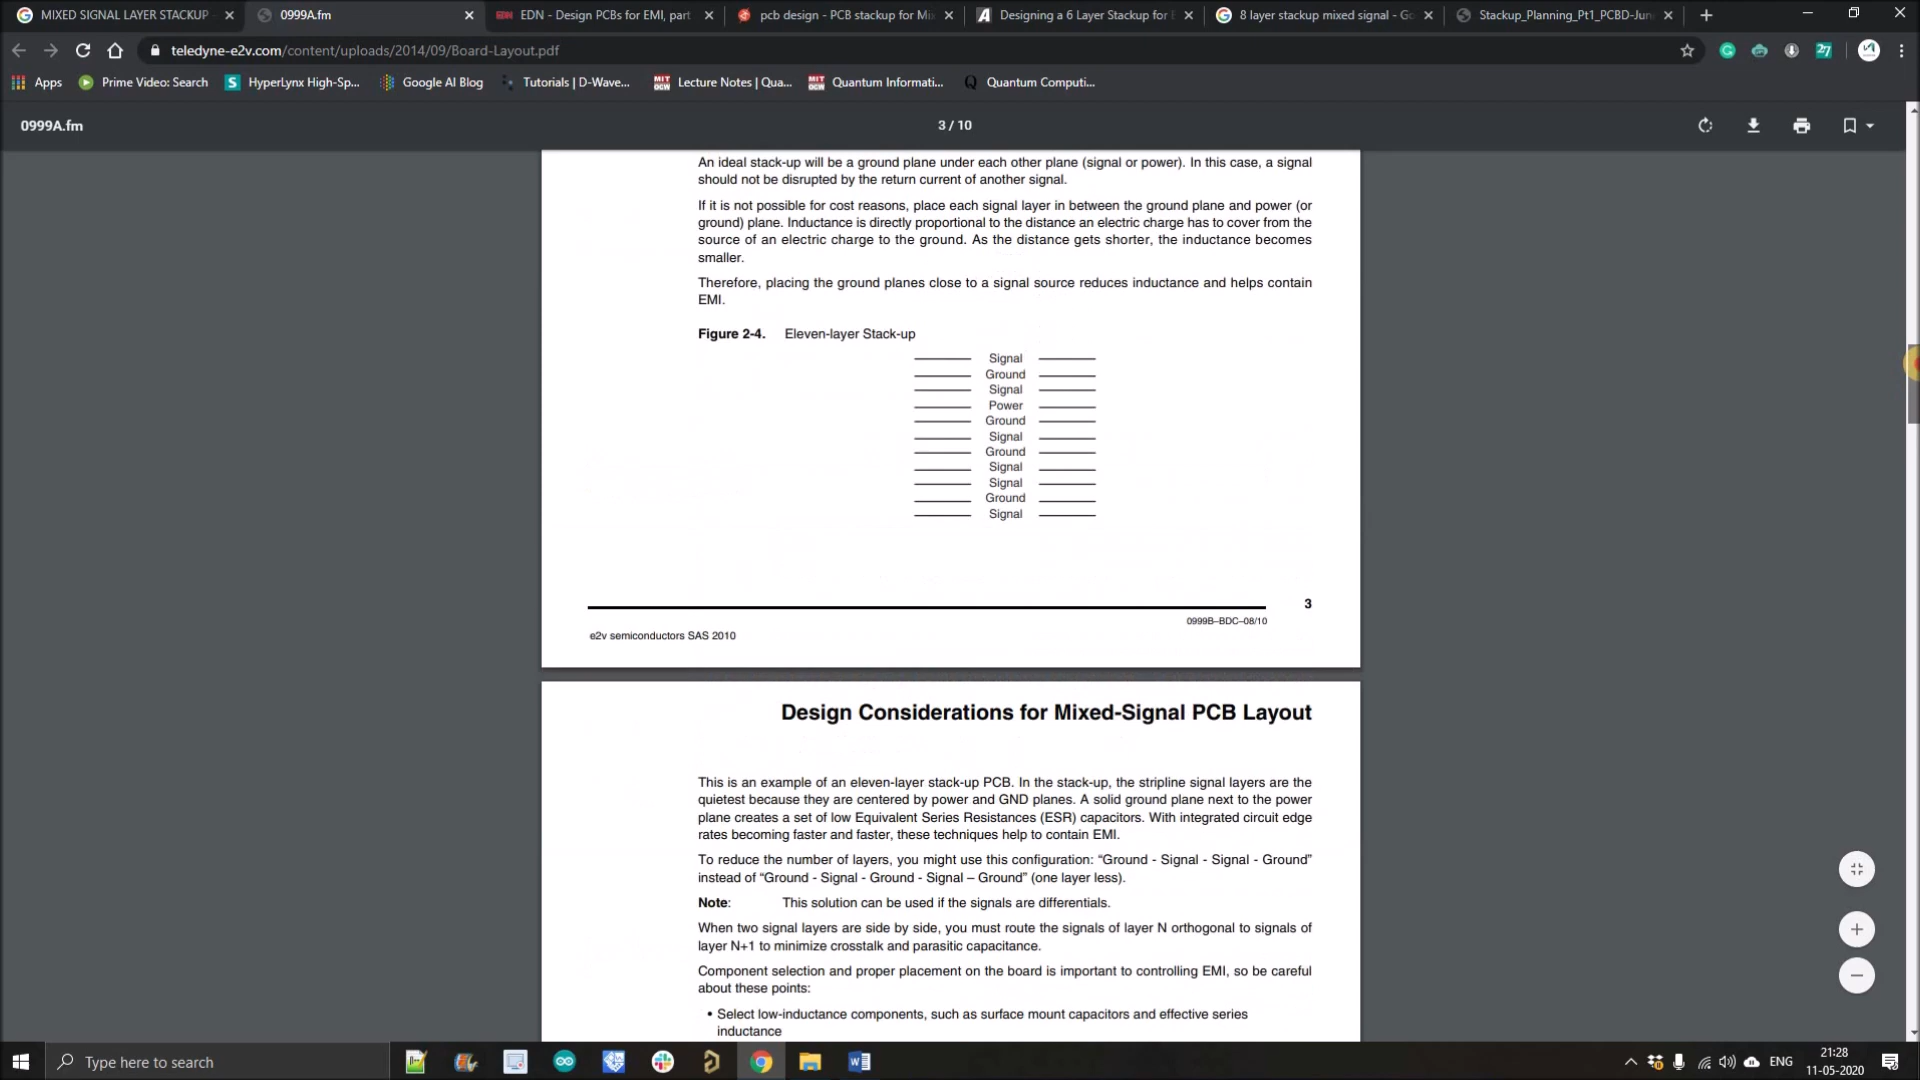 MIXED SIGNAL LAYER STACKUP
0999A.fm
EDN - Design PCBs for EMI, part
pcb design - PCB stackup for Mi
Designing a 6 Layer Stackup for
8 layer stackup mixed signal - Go
Stackup_Planning_Pt1_PCBD-Jun
teledyne-e2v.com/content/uploads/2014/09/Board-Layout.pdf
27
Apps
Prime Video: Search
HyperLynx High-Sp...
Google AI Blog
Tutorials | D-Wave...
Lecture Notes | Qua...
Quantum Informati...
Quantum Computi...
0999A.fm
3 / 10
An ideal stack-up will be a ground plane under each other plane (signal or power). In this case, a signal
should not be disrupted by the return current of another signal.
If it is not possible for cost reasons, place each signal layer in between the ground plane and power (or
ground) plane. Inductance is directly proportional to the distance an electric charge has to cover from the
source of an electric charge to the ground. As the distance gets shorter, the inductance becomes
smaller.
Therefore, placing the ground planes close to a signal source reduces inductance and helps contain
EMI.
Figure 2-4. Eleven-layer Stack-up
Signal
Ground
Signal
Power
Ground
Signal
Ground
Signal
Signal
Ground
Signal
3
0999B–BDC–08/10
e2v semiconductors SAS 2010
Design Considerations for Mixed-Signal PCB Layout
This is an example of an eleven-layer stack-up PCB. In the stack-up, the stripline signal layers are the
quietest because they are centered by power and GND planes. A solid ground plane next to the power
plane creates a set of low Equivalent Series Resistances (ESR) capacitors. With integrated circuit edge
rates becoming faster and faster, these techniques help to contain EMI.
To reduce the number of layers, you might use this configuration: “Ground - Signal - Signal - Ground”
instead of “Ground - Signal - Ground - Signal – Ground” (one layer less).
Note: This solution can be used if the signals are differentials.
When two signal layers are side by side, you must route the signals of layer N orthogonal to signals of
layer N+1 to minimize crosstalk and parasitic capacitance.
Component selection and proper placement on the board is important to controlling EMI, so be careful
about these points:
• Select low-inductance components, such as surface mount capacitors and effective series
inductance
Type here to search
ENG
21:28
11-05-2020